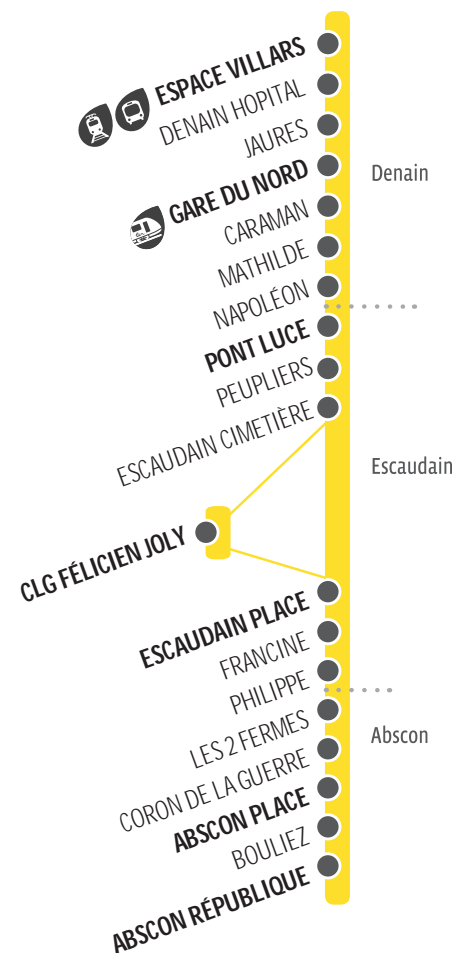 ESPACE VILLARS
DENAIN HOPITAL
JAURES
GARE DU NORD
Denain
CARAMAN
MATHILDE
NAPOLÉON
PONT LUCE
PEUPLIERS
ESCAUDAIN CIMETIÈRE
Escaudain
CLG FÉLICIEN JOLY
ESCAUDAIN PLACE
FRANCINE
PHILIPPE
LES 2 FERMES
Abscon
CORON DE LA GUERRE
ABSCON PLACE
BOULIEZ
ABSCON RÉPUBLIQUE